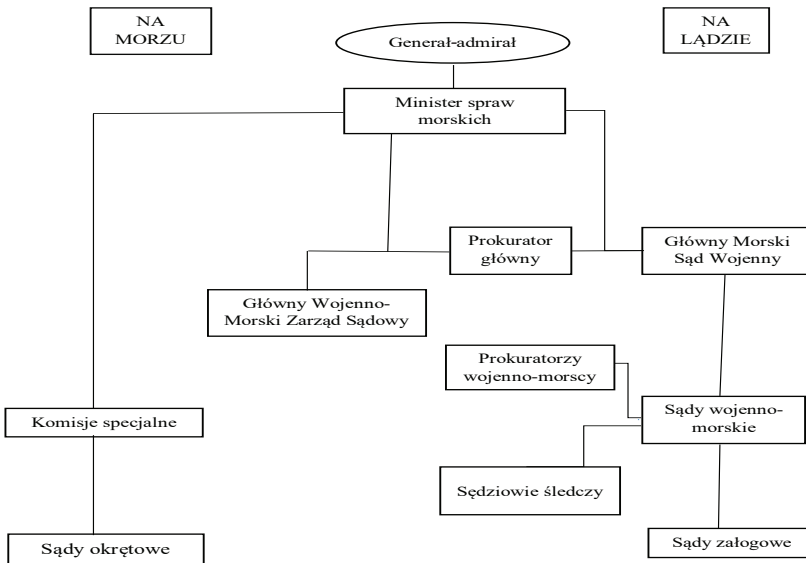 NA
MORZU
Generał-admirał
NA
LĄDZIE
Minister spraw
morskich
Prokurator
główny
Główny Morski
Sąd Wojenny
Główny Wojenno-
Morski Zarząd Sądowy
Prokuratorzy
wojenno-morscy
Komisje specjalne
Sądy wojenno-
morskie
Sędziowie śledczy
Sądy okrętowe
Sądy załogowe